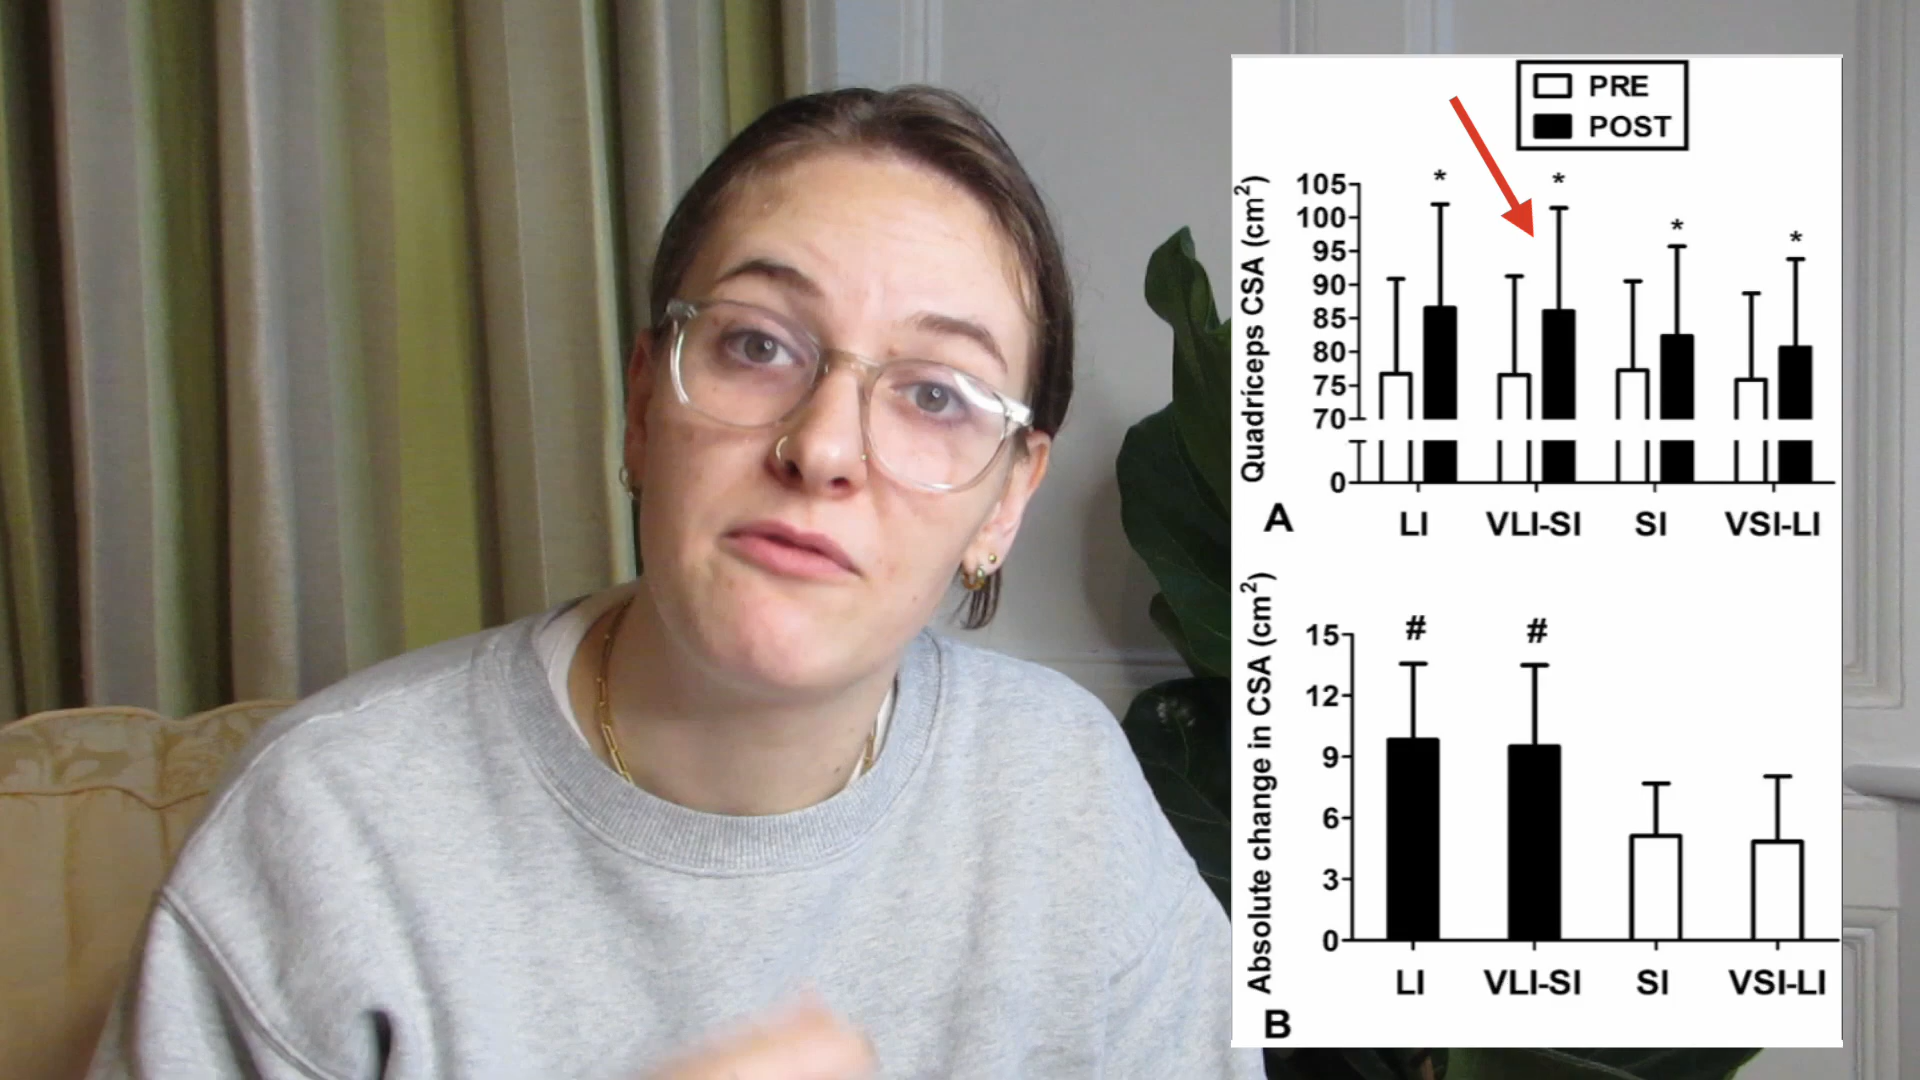 PRE
POST
Quadríceps CSA (cm²)
105
100
95
90
85
80
75
70
0
* * * *
LI VLI-SI SI VSI-LI
A
Absolute change in CSA (cm²)
15
12
9
6
3
0
# #
LI VLI-SI SI VSI-LI
B